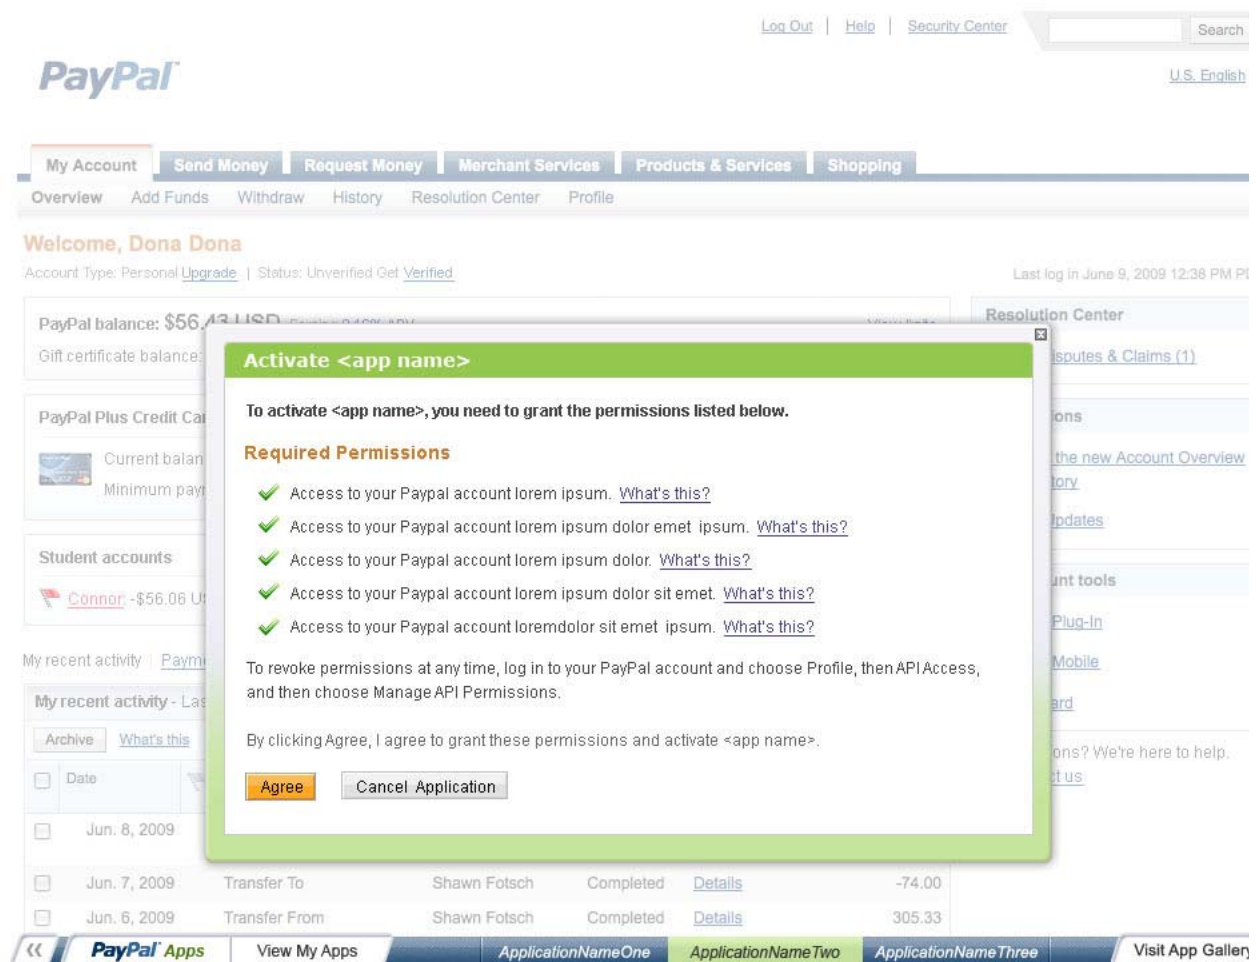 Log Out | Help | Security Center
Search
PayPal
U.S. English
My Account Send Money Request Money Merchant Services Products & Services Shopping
Overview Add Funds Withdraw History Resolution Center Profile
Welcome, Dona Dona
Account Type: Personal Upgrade | Status: Unverified Get Verified
Last log in June 9, 2009 12:38 PM
PayPal balance: $56.43 USD
Gift certificate balance:
Resolution Center
Disputes & Claims (1)
PayPal Plus Credit
Current
Minimum
the new Account Overview
Student accounts
Connor: -$56.06
Plug-In
Mobile
My recent activity |
My recent activity -
Archive What's this
? We're here to help.
us
Date
Jun. 8, 2009
Activate <app name>
To activate <app name>, you need to grant the permissions listed below.
Required Permissions
Access to your Paypal account lorem ipsum. What's this?
Access to your Paypal account lorem ipsum dolor emet ipsum. What's this?
Access to your Paypal account lorem ipsum dolor. What's this?
Access to your Paypal account lorem ipsum dolor sit emet. What's this?
Access to your Paypal account loremdolor sit emet ipsum. What's this?
To revoke permissions at any time, log in to your PayPal account and choose Profile, then API Access,
and then choose Manage API Permissions.
By clicking Agree, I agree to grant these permissions and activate <app name>.
Agree Cancel Application
Jun. 7, 2009 Transfer To Shawn Fotsch Completed Details -74.00
Jun. 6, 2009 Transfer From Shawn Fotsch Completed Details 305.33
PayPal Apps View My Apps ApplicationNameOne ApplicationNameTwo ApplicationNameThree Visit App Gallery